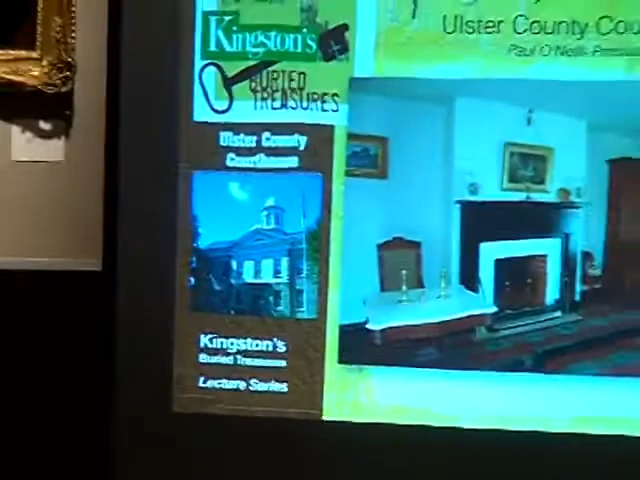 Kingston's
BURIED
TREASURES
Ulster County
Courthouse
Kingston's
Buried Treasures
Lecture Series
Ulster County Cou
Paul O'Neill